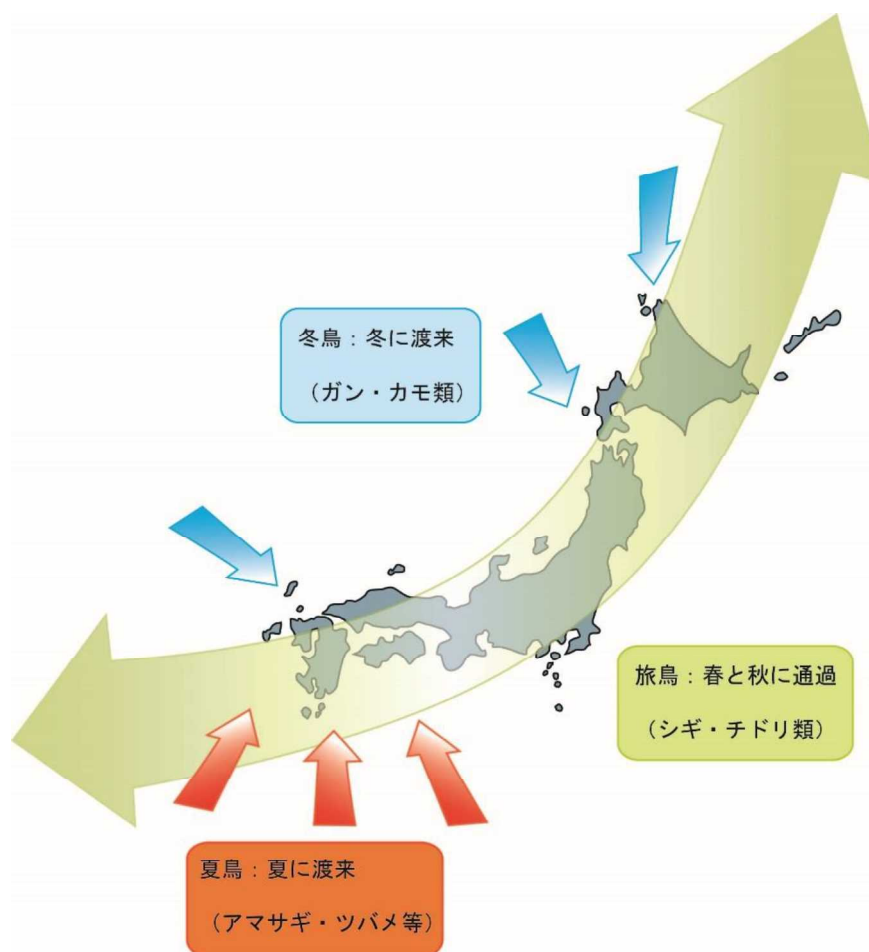 冬鳥：冬に渡来
（ガン・カモ類）
旅鳥：春と秋に通過
（シギ・チドリ類）
夏鳥：夏に渡来
（アマサギ・ツバメ等）